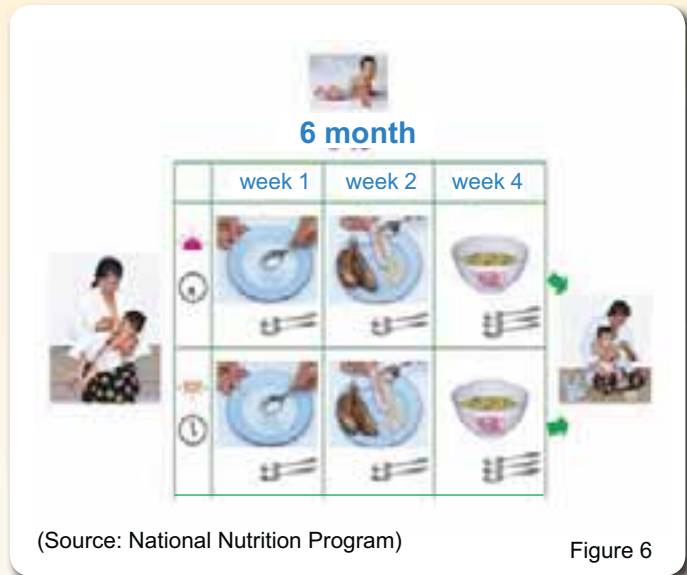 6 month
week 1 week 2 week 4
(Source: National Nutrition Program)
Figure 6